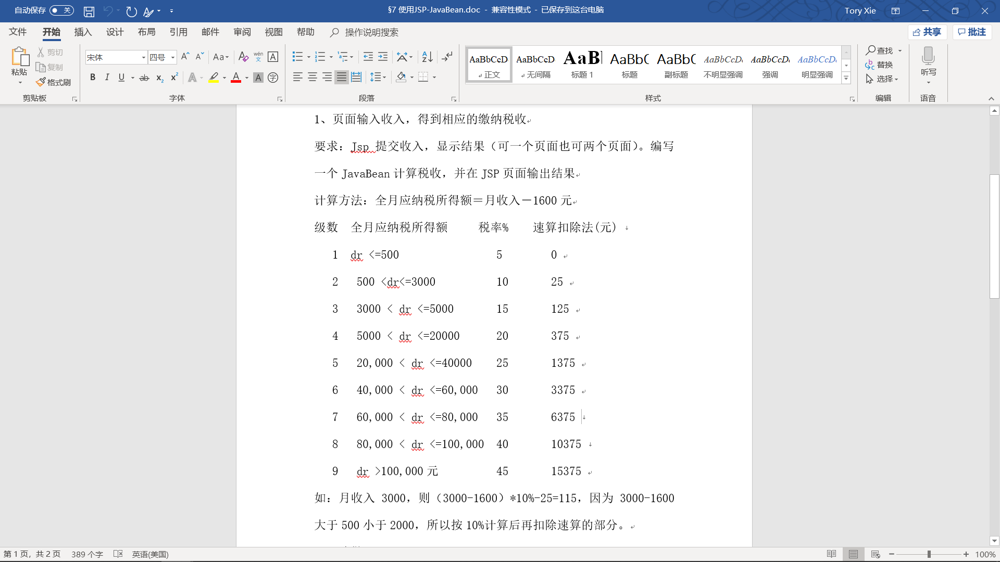 自动保存 关 §7 使用JSP-JavaBean.doc - 兼容性模式 - 已保存到这台电脑 Tory Xie
文件 开始 插入 设计 布局 引用 邮件 审阅 视图 帮助 操作说明搜索 共享 批注
粘贴 剪切 复制 格式刷 剪贴板
宋体 四号 字体
段落
AaBbCcD 正文 AaBbCcD 无间隔 AaBl 标题 1 AaBbC 标题 AaBbC 副标题 AaBbCcD 不明显强调 AaBbCcD 强调 AaBbCcD 明显强调 样式
查找 替换 选择 编辑
听写 语音
1、页面输入收入，得到相应的缴纳税收
要求：Jsp 提交收入，显示结果（可一个页面也可两个页面）。编写
一个 JavaBean 计算税收，并在 JSP 页面输出结果
计算方法：全月应纳税所得额＝月收入－1600 元
级数 全月应纳税所得额 税率% 速算扣除法(元)
1 dr <=500 5 0
2 500 <dr<=3000 10 25
3 3000 < dr <=5000 15 125
4 5000 < dr <=20000 20 375
5 20,000 < dr <=40000 25 1375
6 40,000 < dr <=60,000 30 3375
7 60,000 < dr <=80,000 35 6375
8 80,000 < dr <=100,000 40 10375
9 dr >100,000 元 45 15375
如：月收入 3000，则（3000-1600）*10%-25=115，因为 3000-1600
大于 500 小于 2000，所以按 10%计算后再扣除速算的部分。
第 1 页，共 2 页 389 个字 英语(美国) 100%